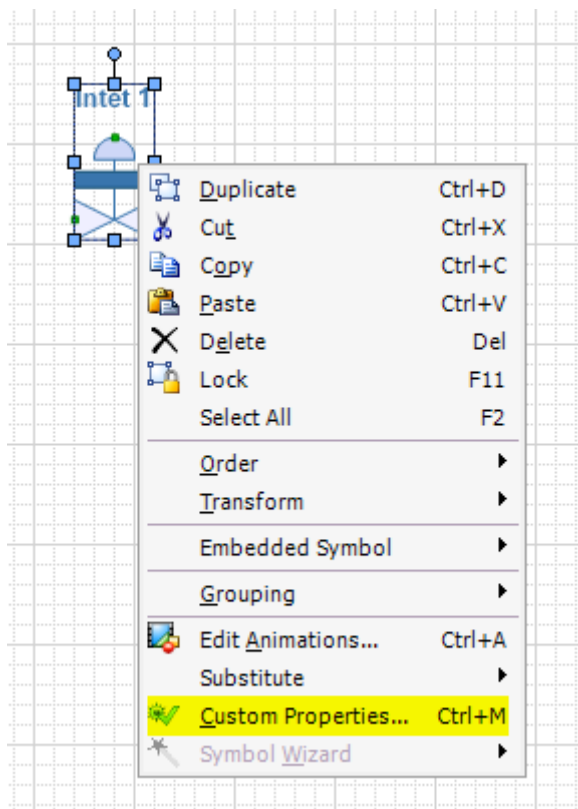 Intet 1
Duplicate Ctrl+D
Cut Ctrl+X
Copy Ctrl+C
Paste Ctrl+V
Delete Del
Lock F11
Select All F2
Order
Transform
Embedded Symbol
Grouping
Edit Animations... Ctrl+A
Substitute
Custom Properties... Ctrl+M
Symbol Wizard